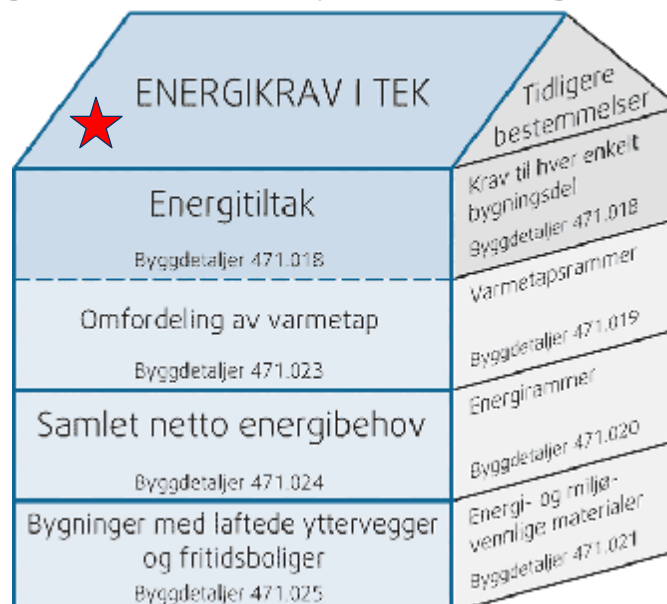 ENERGIKRAV I TEK
Energitiltak
Byggdetaljer 471.018
Omfordeling av varmetap
Byggdetaljer 471.023
Samlet netto energibehov
Byggdetaljer 471.024
Bygninger med laftede yttervegger
og fritidsboliger
Byggdetaljer 471.025
Tidligere
bestemmelser
Krav til hver enkelt
bygningsdel
Byggdetaljer 471.018
Varmetapsrammer
Byggdetaljer 471.019
Energirammer
Byggdetaljer 471.020
Energi- og miljø-
vennlige materialer
Byggdetaljer 471.021